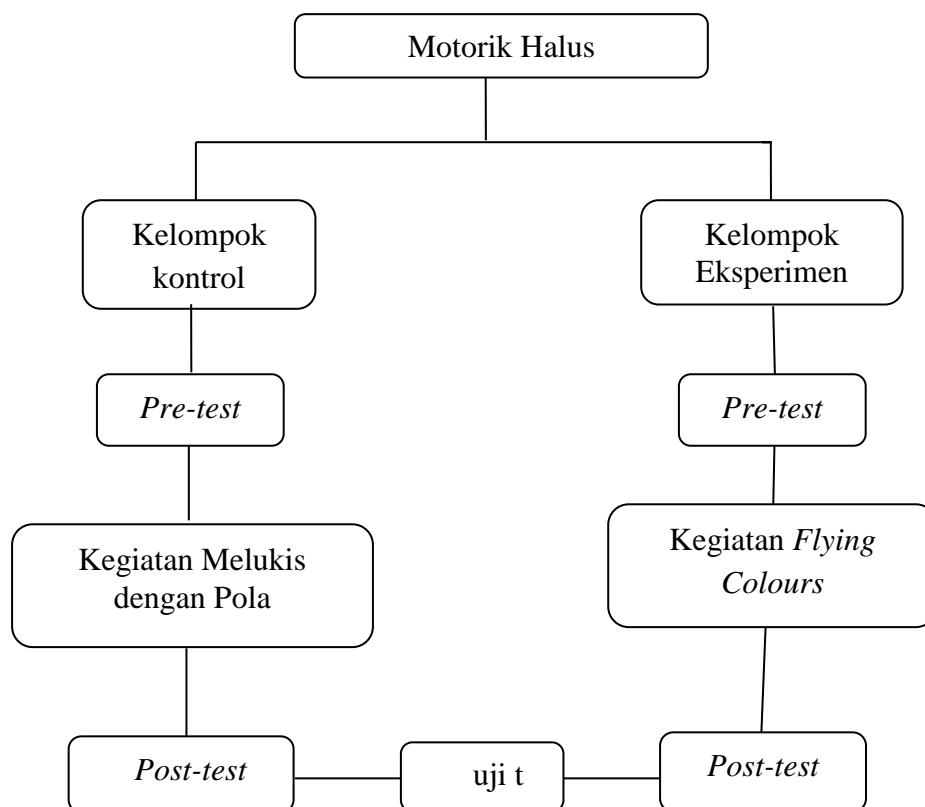 Motorik Halus
Kelompok
kontrol
Kelompok
Eksperimen
Pre-test
Pre-test
Kegiatan Melukis
dengan Pola
Kegiatan Flying
Colours
Post-test
uji t
Post-test